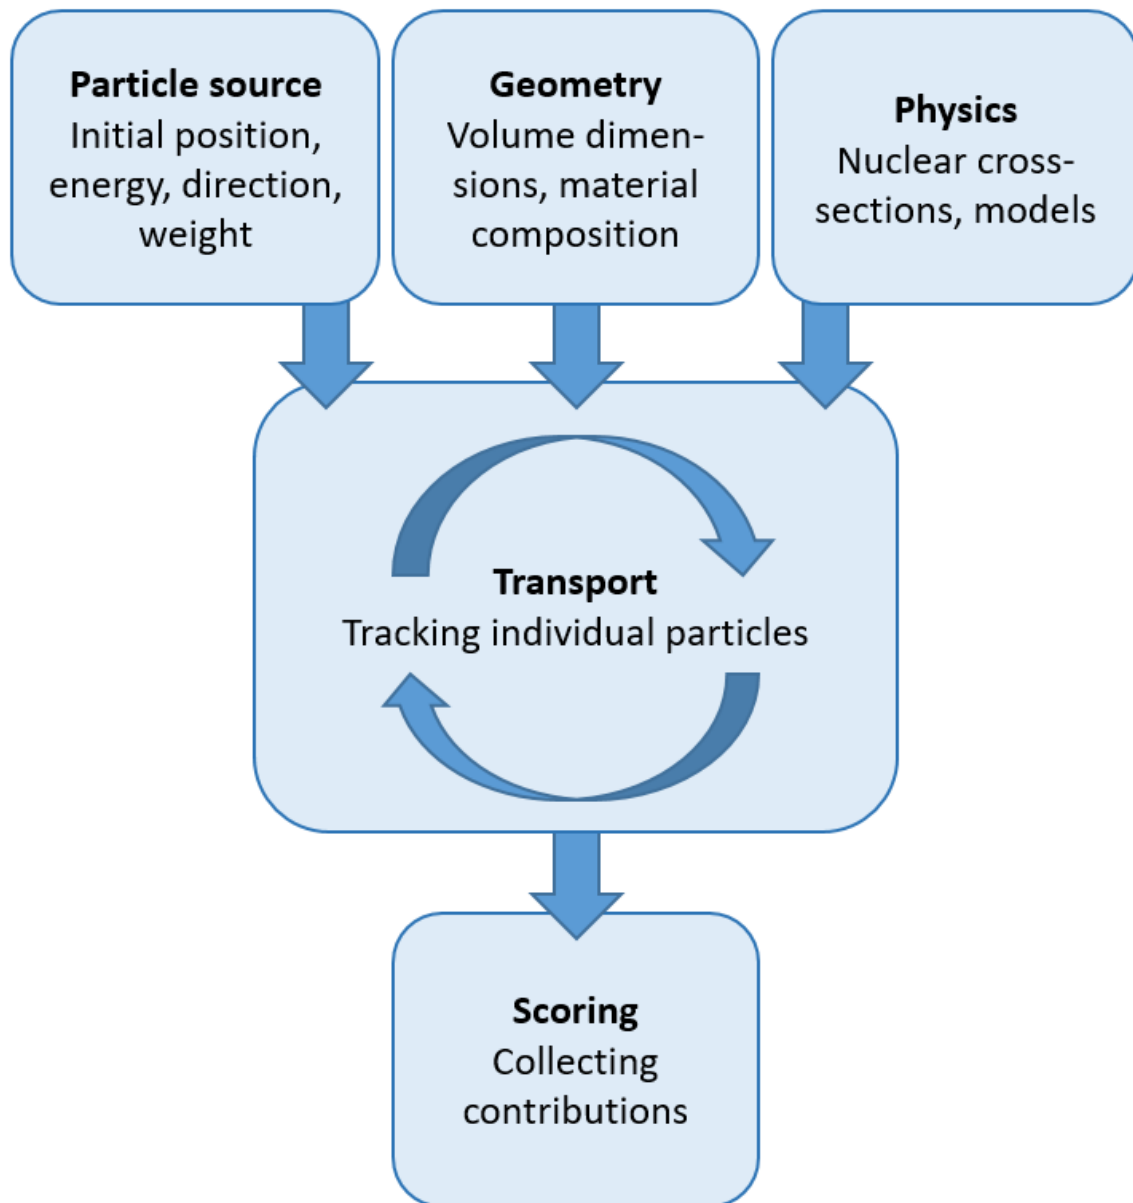 Particle source
Initial position,
energy, direction,
weight
Geometry
Volume dimen-
sions, material
composition
Physics
Nuclear cross-
sections, models
Transport
Tracking individual particles
Scoring
Collecting
contributions